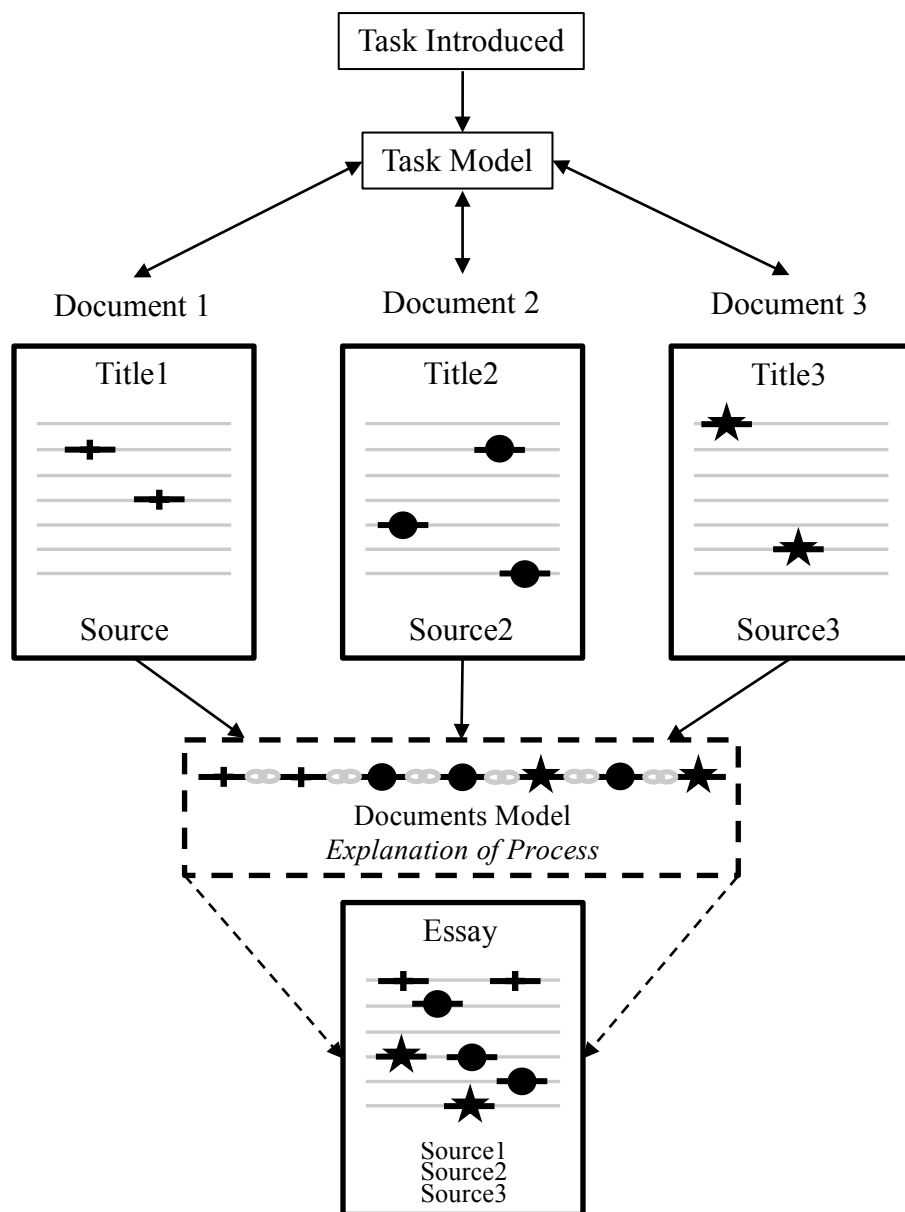 Task Introduced
Task Model
Document 1
Document 2
Document 3
Title1
Title2
Title3
Source
Source2
Source3
Documents Model
Explanation of Process
Essay
Source1
Source2
Source3